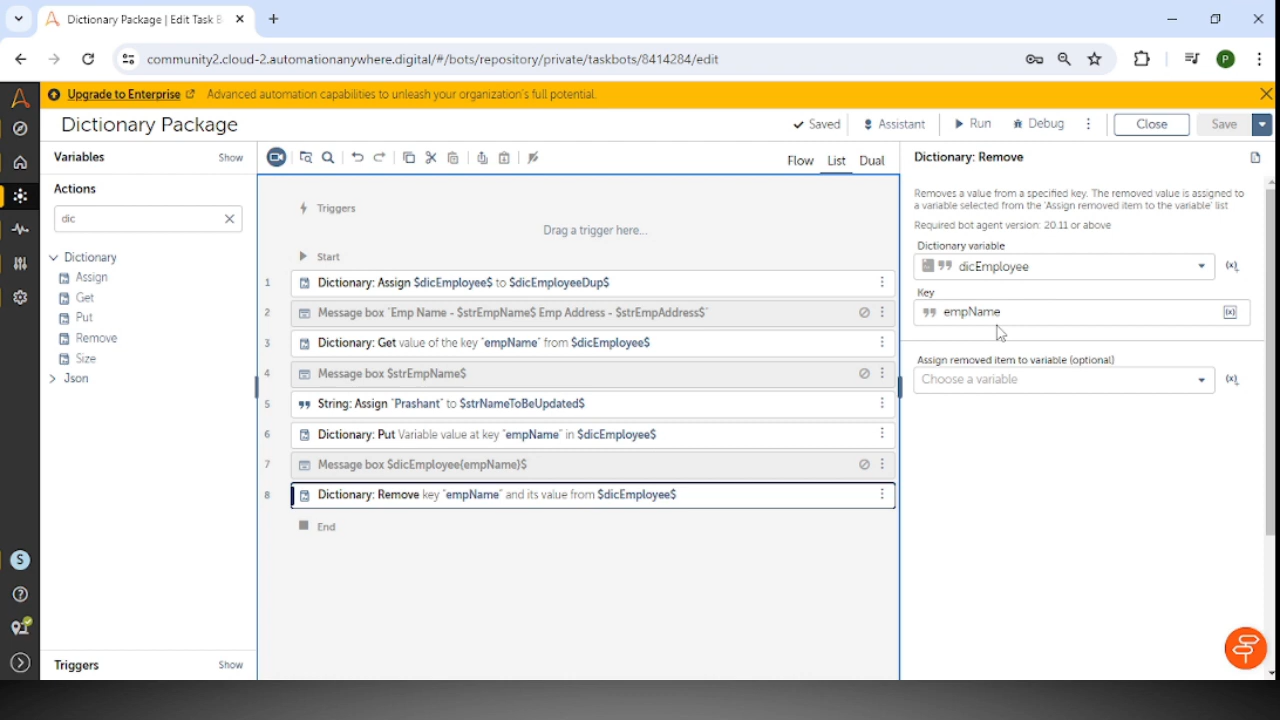 Dictionary Package | Edit Task B
community2.cloud-2.automationanywhere.digital/#/bots/repository/private/taskbots/8414284/edit
P
Upgrade to Enterprise Advanced automation capabilities to unleash your organization's full potential.
Dictionary Package
Saved
Assistant
Run
Debug
Close
Save
Variables
Show
Flow
List
Dual
Actions
dic
Dictionary
Assign
Get
Put
Remove
Size
Json
Triggers
Show
S
Triggers
Drag a trigger here...
Start
1 Dictionary: Assign $dicEmployee$ to $dicEmployeeDup$
2 Message box "Emp Name - $strEmpName$ Emp Address - $strEmpAddress$"
3 Dictionary: Get value of the key "empName" from $dicEmployee$
4 Message box $strEmpName$
5 String: Assign "Prashant" to $strNameToBeUpdated$
6 Dictionary: Put Variable value at key "empName" in $dicEmployee$
7 Message box $dicEmployee{empName}$
8 Dictionary: Remove key "empName" and its value from $dicEmployee$
End
Dictionary: Remove
Removes a value from a specified key. The removed value is assigned to
a variable selected from the 'Assign removed item to the variable' list
Required bot agent version: 20.11 or above
Dictionary variable
dicEmployee
(x)
Key
empName
(x)
Assign removed item to variable (optional)
Choose a variable
(x)